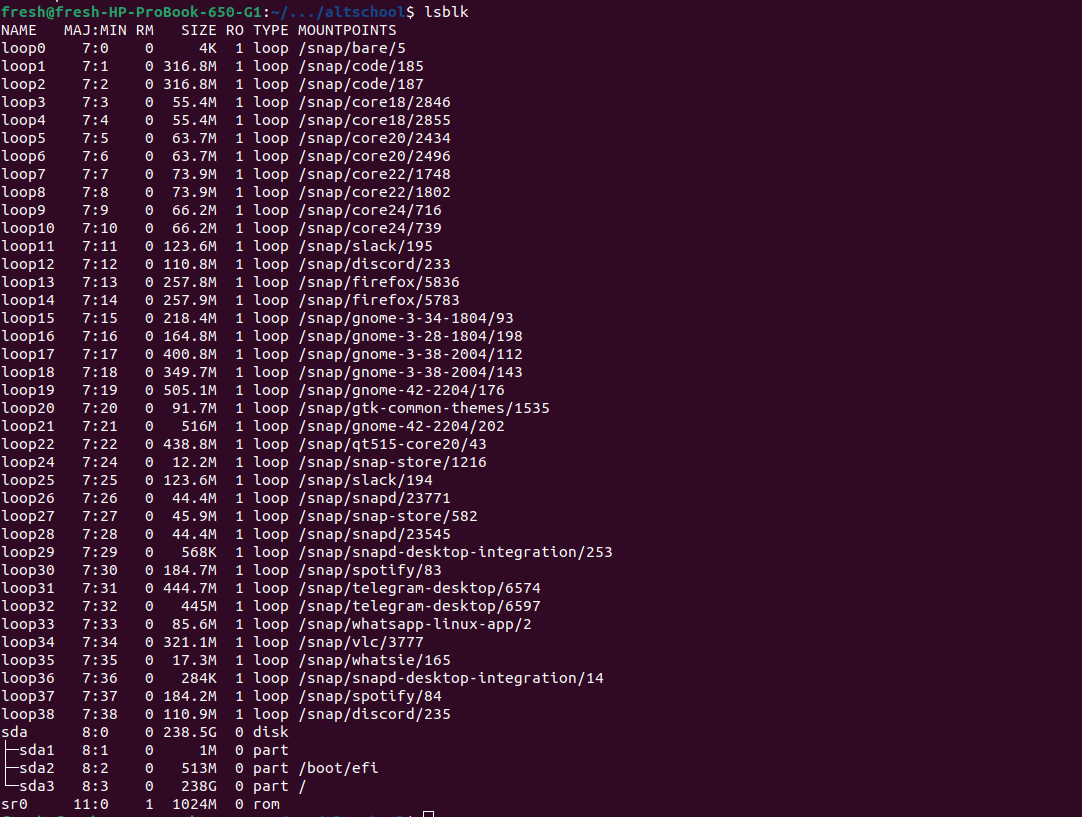 fresh@fresh-HP-ProBook-650-G1:~/.../altschool$ lsblk
NAME   MAJ:MIN RM   SIZE RO TYPE MOUNTPOINTS
loop0    7:0    0     4K  1 loop /snap/bare/5
loop1    7:1    0 316.8M  1 loop /snap/code/185
loop2    7:2    0 316.8M  1 loop /snap/code/187
loop3    7:3    0  55.4M  1 loop /snap/core18/2846
loop4    7:4    0  55.4M  1 loop /snap/core18/2855
loop5    7:5    0  63.7M  1 loop /snap/core20/2434
loop6    7:6    0  63.7M  1 loop /snap/core20/2496
loop7    7:7    0  73.9M  1 loop /snap/core22/1748
loop8    7:8    0  73.9M  1 loop /snap/core22/1802
loop9    7:9    0  66.2M  1 loop /snap/core24/716
loop10   7:10   0  66.2M  1 loop /snap/core24/739
loop11   7:11   0 123.6M  1 loop /snap/slack/195
loop12   7:12   0 110.8M  1 loop /snap/discord/233
loop13   7:13   0 257.8M  1 loop /snap/firefox/5836
loop14   7:14   0 257.9M  1 loop /snap/firefox/5783
loop15   7:15   0 218.4M  1 loop /snap/gnome-3-34-1804/93
loop16   7:16   0 164.8M  1 loop /snap/gnome-3-28-1804/198
loop17   7:17   0 400.8M  1 loop /snap/gnome-3-38-2004/112
loop18   7:18   0 349.7M  1 loop /snap/gnome-3-38-2004/143
loop19   7:19   0 505.1M  1 loop /snap/gnome-42-2204/176
loop20   7:20   0  91.7M  1 loop /snap/gtk-common-themes/1535
loop21   7:21   0   516M  1 loop /snap/gnome-42-2204/202
loop22   7:22   0 438.8M  1 loop /snap/qt515-core20/43
loop24   7:24   0  12.2M  1 loop /snap/snap-store/1216
loop25   7:25   0 123.6M  1 loop /snap/slack/194
loop26   7:26   0  44.4M  1 loop /snap/snapd/23771
loop27   7:27   0  45.9M  1 loop /snap/snap-store/582
loop28   7:28   0  44.4M  1 loop /snap/snapd/23545
loop29   7:29   0   568K  1 loop /snap/snapd-desktop-integration/253
loop30   7:30   0 184.7M  1 loop /snap/spotify/83
loop31   7:31   0 444.7M  1 loop /snap/telegram-desktop/6574
loop32   7:32   0   445M  1 loop /snap/telegram-desktop/6597
loop33   7:33   0  85.6M  1 loop /snap/whatsapp-linux-app/2
loop34   7:34   0 321.1M  1 loop /snap/vlc/3777
loop35   7:35   0  17.3M  1 loop /snap/whatsie/165
loop36   7:36   0   284K  1 loop /snap/snapd-desktop-integration/14
loop37   7:37   0 184.2M  1 loop /snap/spotify/84
loop38   7:38   0 110.9M  1 loop /snap/discord/235
sda      8:0    0 238.5G  0 disk
├─sda1   8:1    0     1M  0 part
├─sda2   8:2    0   513M  0 part /boot/efi
└─sda3   8:3    0   238G  0 part /
sr0     11:0    1  1024M  0 rom